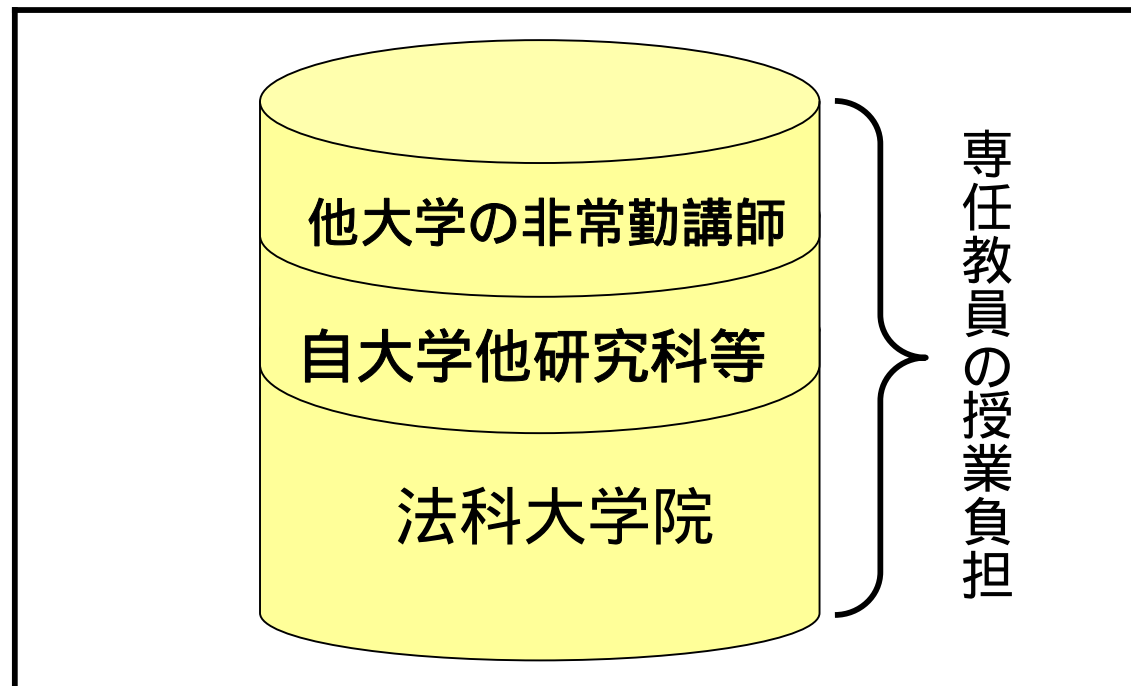 他大学の非常勤講師
自大学他研究科等
法科大学院
専任教員の授業負担